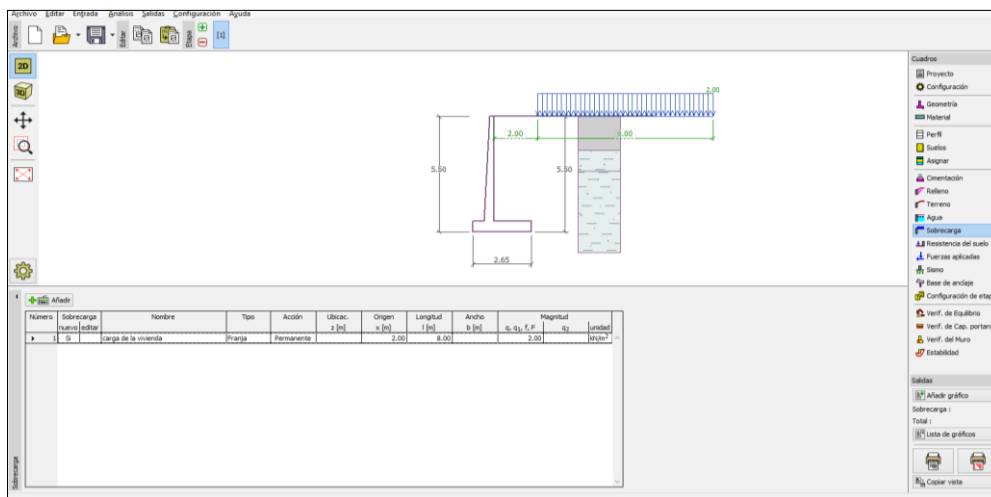 Archivo Editar Entrada Análisis Salidas Configuración Ayuda
Archivo
Editar
Etapa
[1]
2D
3D
2.00
2.00 8.00
5.50 5.50
2.65
Cuadros
Proyecto
Configuración
Geometría
Material
Perfil
Suelos
Asignar
Cimentación
Relleno
Terreno
Agua
Sobrecarga
Resistencia del suelo
Fuerzas aplicadas
Sismo
Base de anclaje
Configuración de etap
Verif. de Equilibrio
Verif. de Cap. portan
Verif. del Muro
Estabilidad
Salidas
Añadir gráfico
Sobrecarga :
Total :
Lista de gráficos
Copiar vista
Añadir
Número Sobrecarga Nombre Tipo Acción Ubicac. Origen Longitud Ancho Magnitud
nuevo editar z [m] x [m] l [m] b [m] q, q1, f, F q2 unidad
1 Si carga de la vivienda Franja Permanente 2.00 8.00 2.00 kN/m²
Sobrecarga